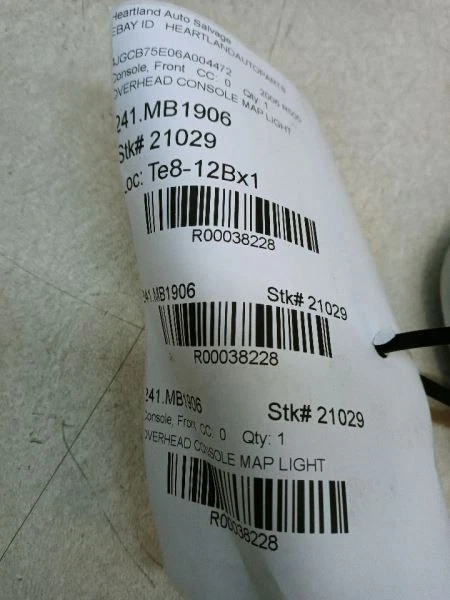 Heartland Auto Salvage
EBAY ID HEARTLANDAUTOPARTS
JGCB75E06A004472 2006
Console, Front CC: 0 Qty: 1
OVERHEAD CONSOLE MAP LIGHT
241.MB1906
Stk# 21029
Loc: Te8-12Bx1
R00038228
241.MB1906 Stk# 21029
R00038228
241.MB1906 Stk# 21029
Console, Front CC: 0 Qty: 1
OVERHEAD CONSOLE MAP LIGHT
R00038228